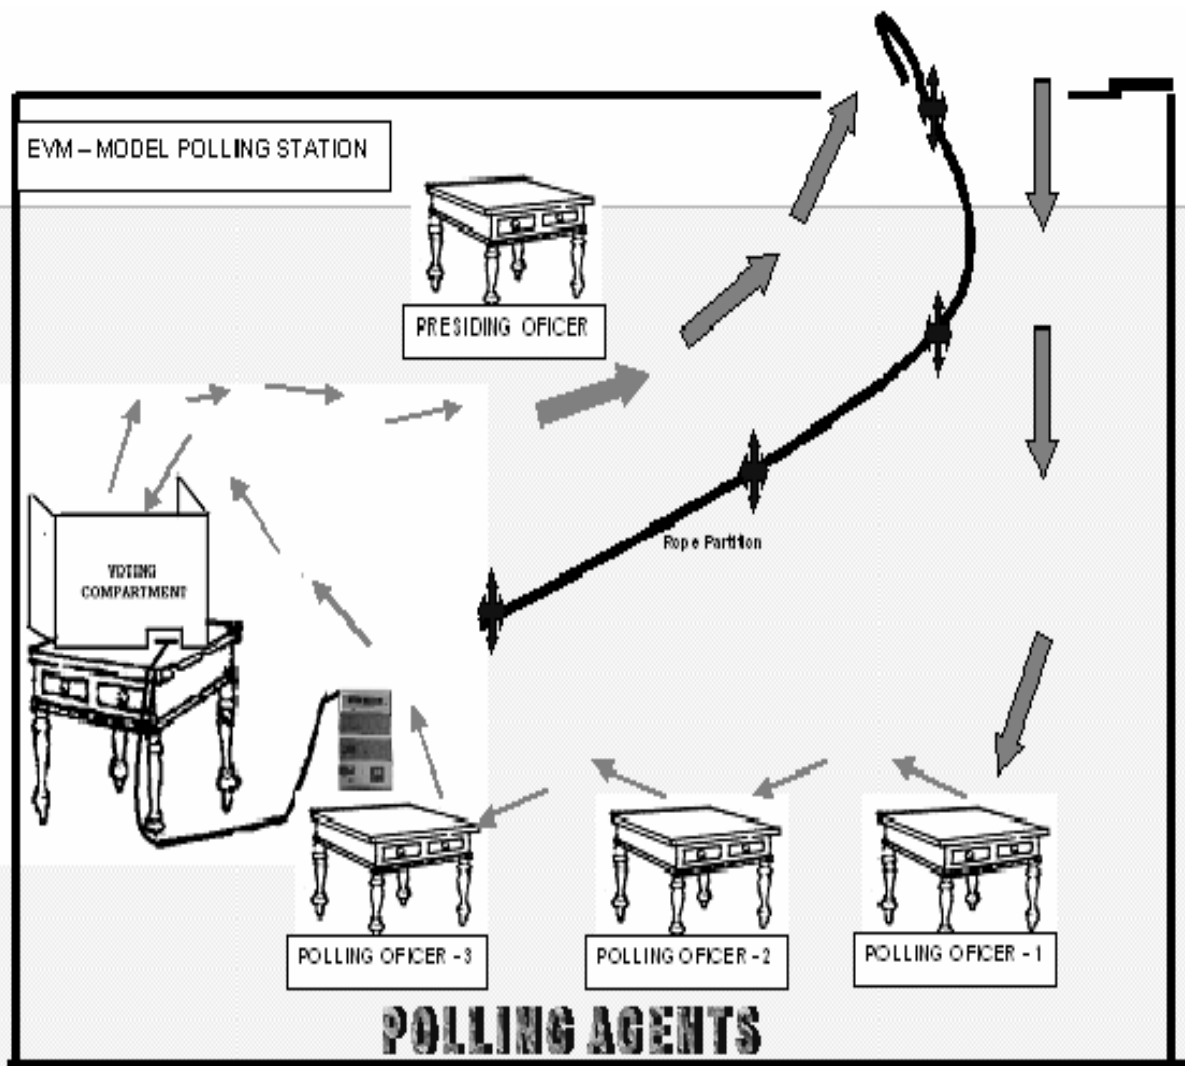 EVM – MODEL POLLING STATION
PRESIDING OFICER
Rope Partition
VOTING
COMPARTMENT
POLLING OFICER - 3
POLLING OFICER - 2
POLLING OFICER - 1
POLLING AGENTS